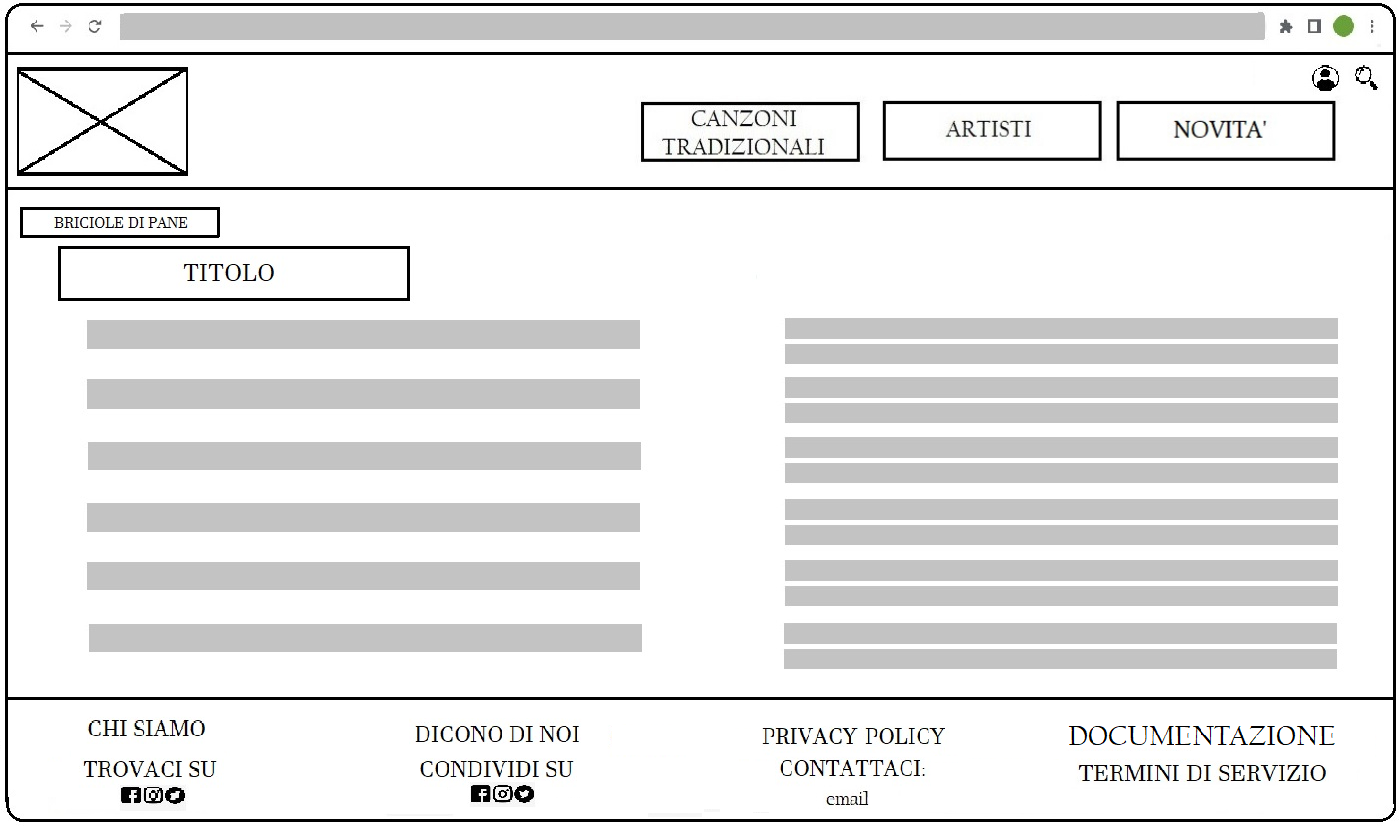 CANZONI
TRADIZIONALI
ARTISTI
NOVITA'
BRICIOLE DI PANE
TITOLO
CHI SIAMO
TROVACI SU
DICONO DI NOI
CONDIVIDI SU
PRIVACY POLICY
CONTATTACI:
email
DOCUMENTAZIONE
TERMINI DI SERVIZIO